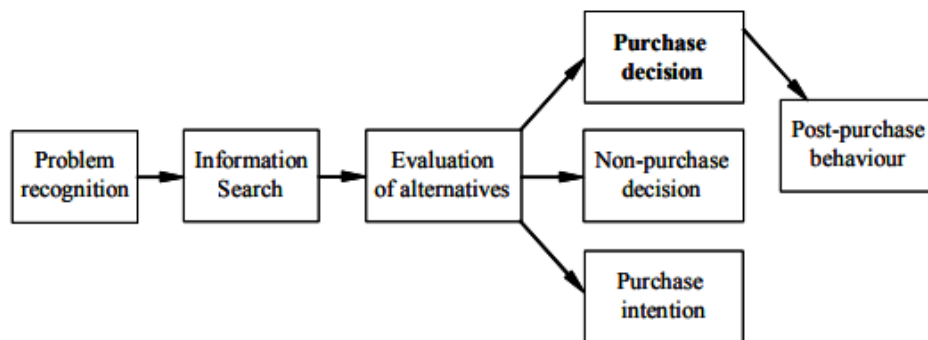 Problem
recognition
Information
Search
Evaluation
of alternatives
Purchase
decision
Non-purchase
decision
Purchase
intention
Post-purchase
behaviour